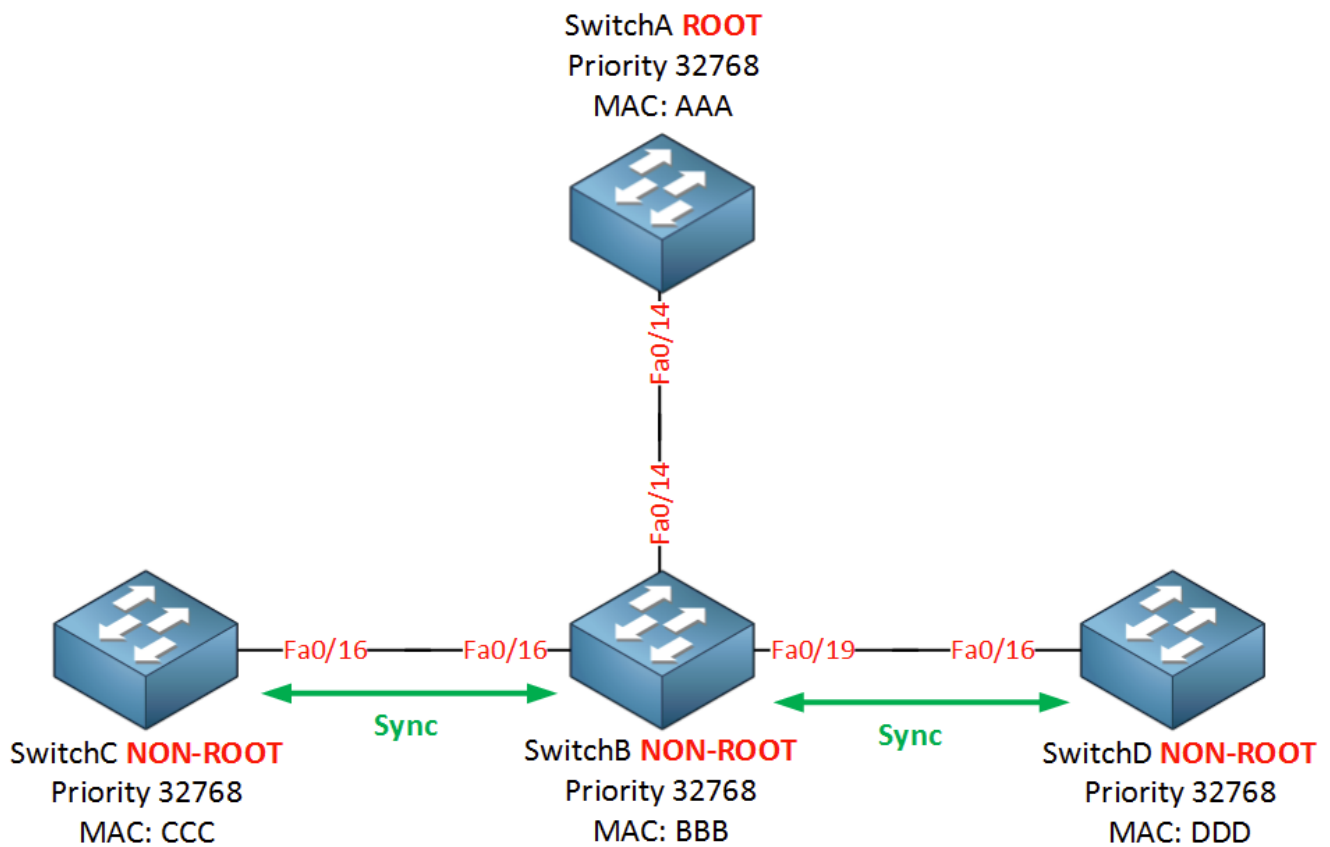 SwitchA ROOT
Priority 32768
MAC: AAA
Fa0/14
Fa0/14
Fa0/16
Fa0/16
Fa0/19
Fa0/16
Sync
Sync
SwitchC NON-ROOT
Priority 32768
MAC: CCC
SwitchB NON-ROOT
Priority 32768
MAC: BBB
SwitchD NON-ROOT
Priority 32768
MAC: DDD